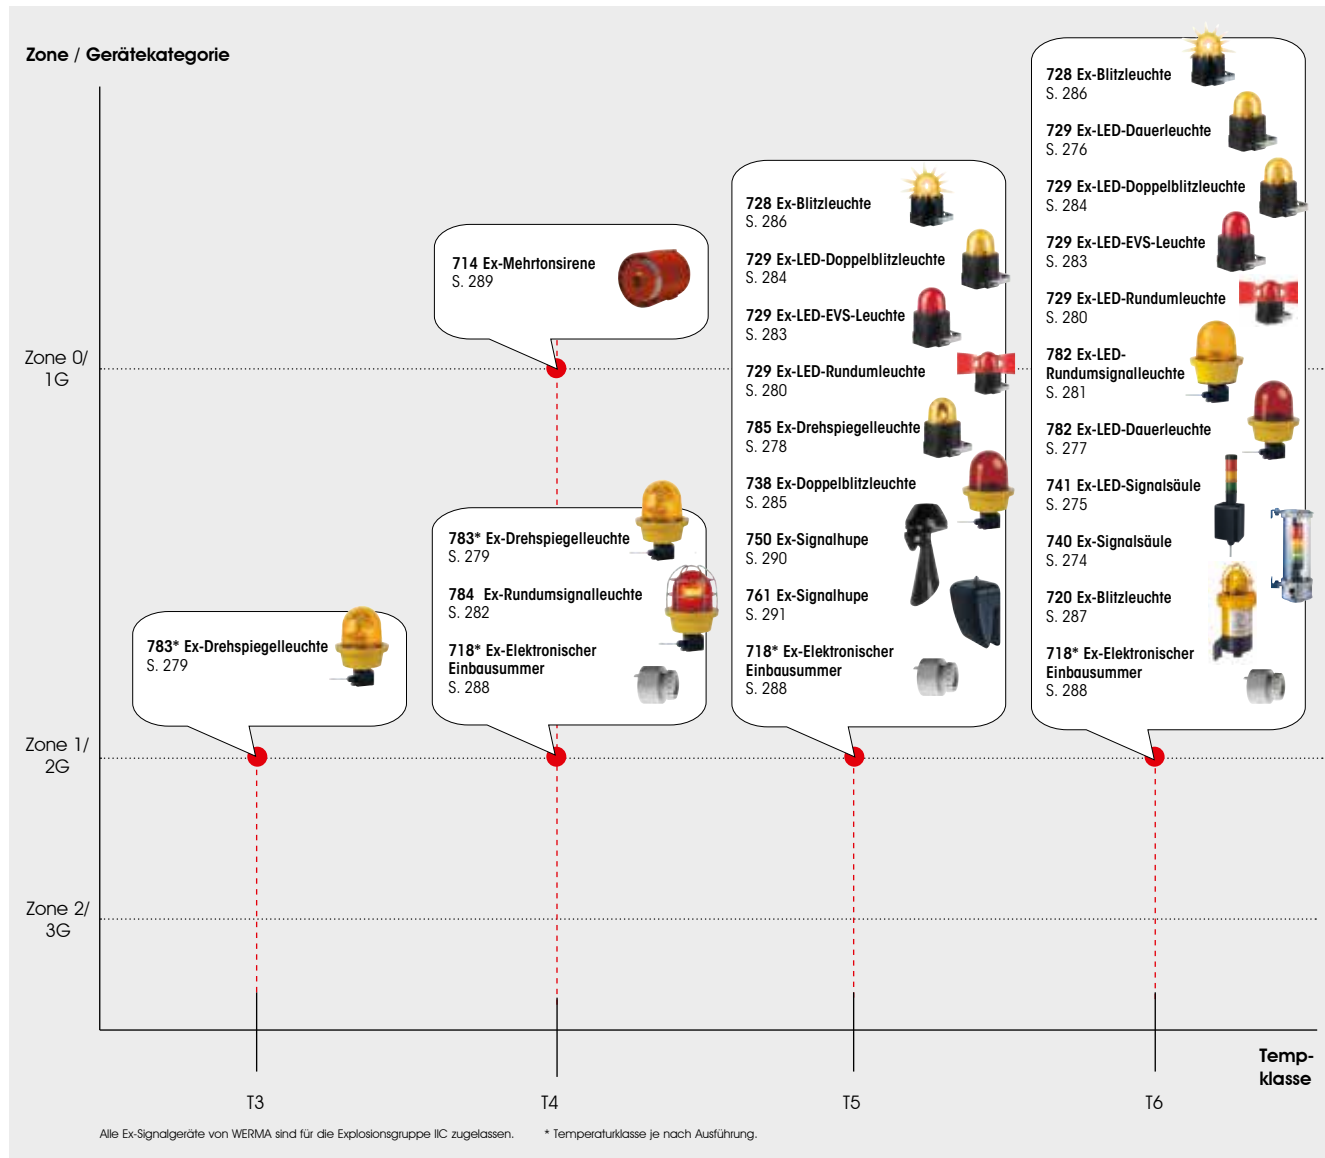 Zone / Gerätekategorie
728 Ex-Blitzleuchte
S. 286
729 Ex-LED-Dauerleuchte
S. 276
729 Ex-LED-Doppelblitzleuchte
S. 284
729 Ex-LED-EVS-Leuchte
S. 283
729 Ex-LED-Rundumleuchte
S. 280
782 Ex-LED-
Rundumsignalleuchte
S. 281
782 Ex-LED-Dauerleuchte
S. 277
741 Ex-LED-Signalsäule
S. 275
740 Ex-Signalsäule
S. 274
720 Ex-Blitzleuchte
S. 287
718* Ex-Elektronischer
Einbausummer
S. 288
728 Ex-Blitzleuchte
S. 286
729 Ex-LED-Doppelblitzleuchte
S. 284
729 Ex-LED-EVS-Leuchte
S. 283
729 Ex-LED-Rundumleuchte
S. 280
785 Ex-Drehspiegelleuchte
S. 278
738 Ex-Doppelblitzleuchte
S. 285
750 Ex-Signalhupe
S. 290
761 Ex-Signalhupe
S. 291
718* Ex-Elektronischer
Einbausummer
S. 288
714 Ex-Mehrtonsirene
S. 289
Zone 0/
1G
783* Ex-Drehspiegelleuchte
S. 279
784 Ex-Rundumsignalleuchte
S. 282
718* Ex-Elektronischer
Einbausummer
S. 288
783* Ex-Drehspiegelleuchte
S. 279
Zone 1/
2G
Zone 2/
3G
Temp-
klasse
T3
T4
T5
T6
Alle Ex-Signalgeräte von WERMA sind für die Explosionsgruppe IIC zugelassen.
* Temperaturklasse je nach Ausführung.